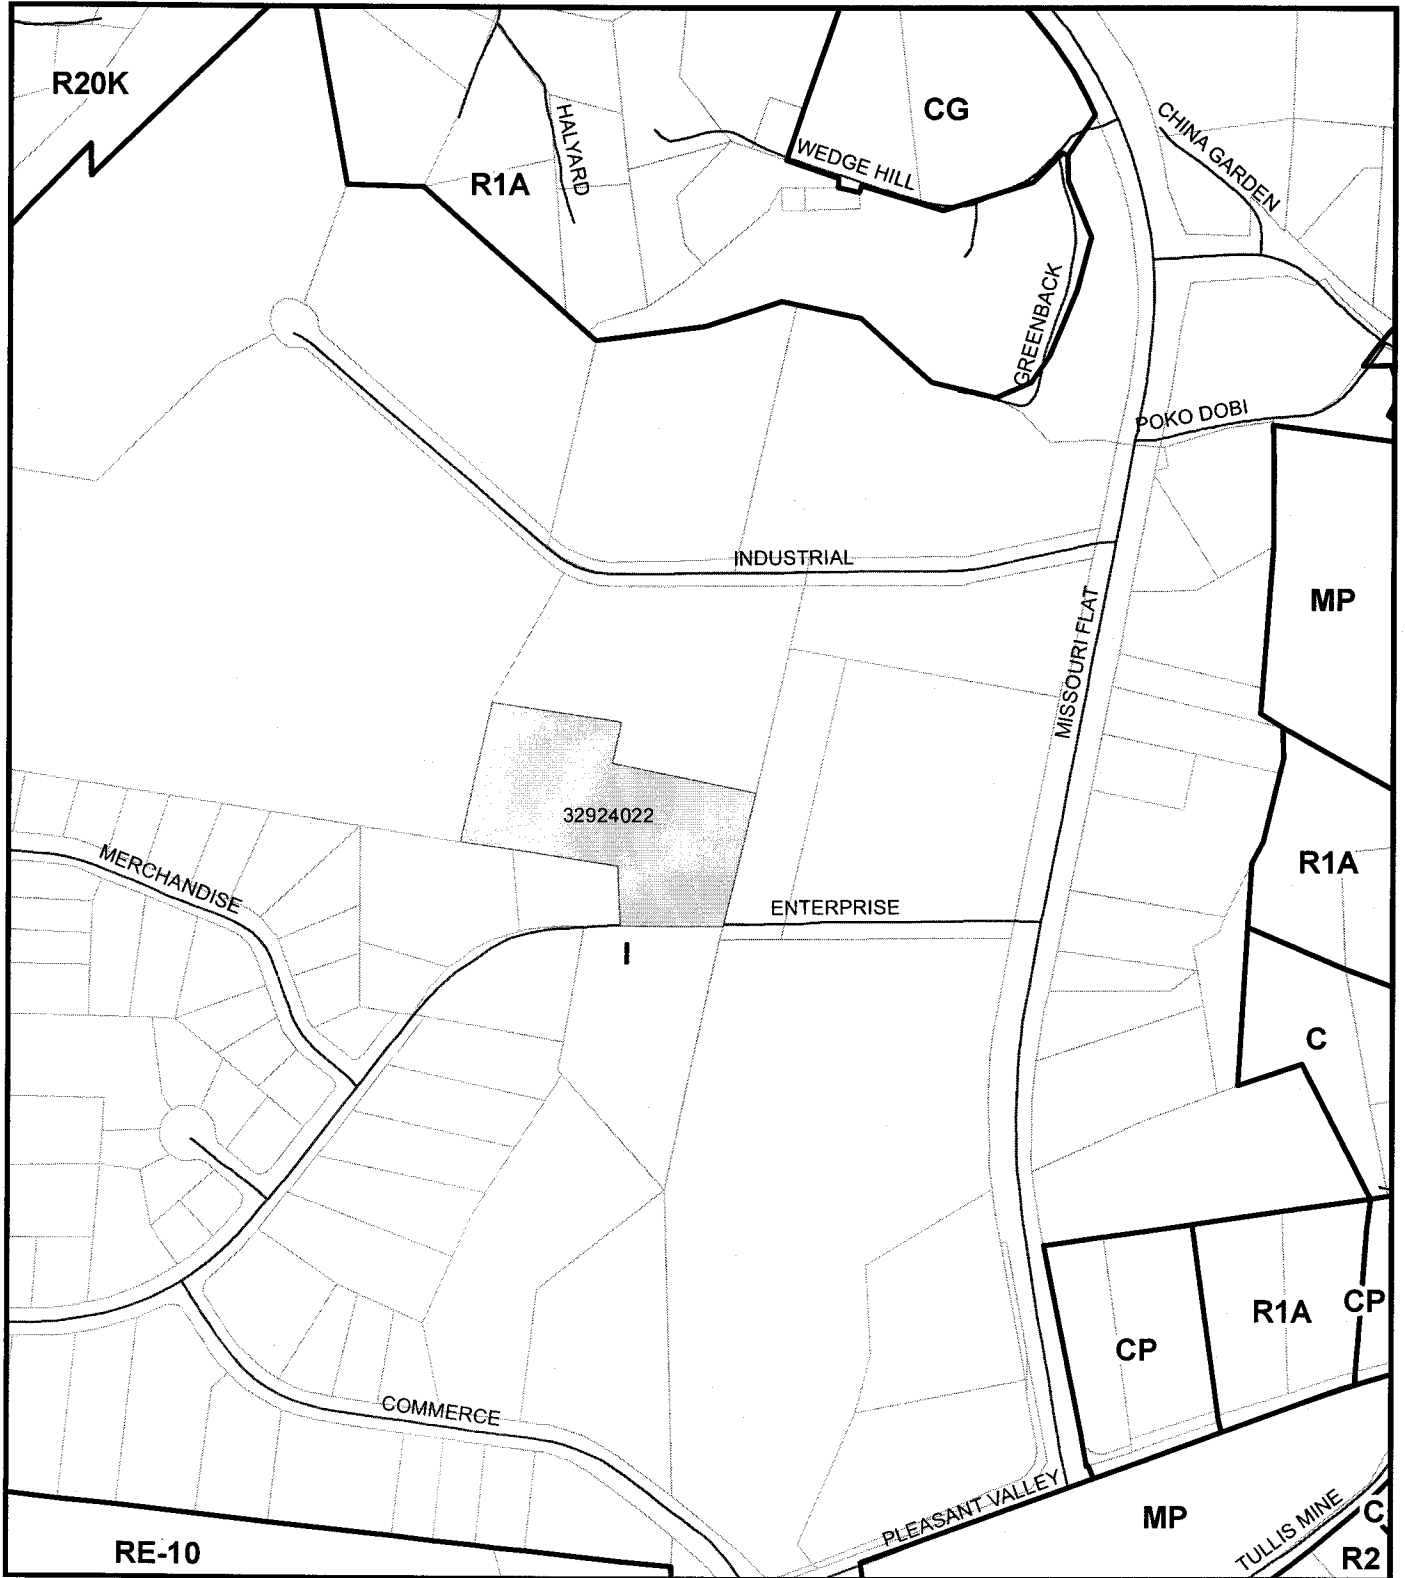 R20K
CG
CHINA GARDEN
HALYARD
WEDGE HILL
R1A
GREENBACK
POKO DOBI
INDUSTRIAL
MP
MISSOURI FLAT
32924022
MERCHANDISE
R1A
ENTERPRISE
I
C
CP
R1A
CP
COMMERCE
PLEASANT VALLEY
MP
TULLIS MINE
C
RE-10
R2